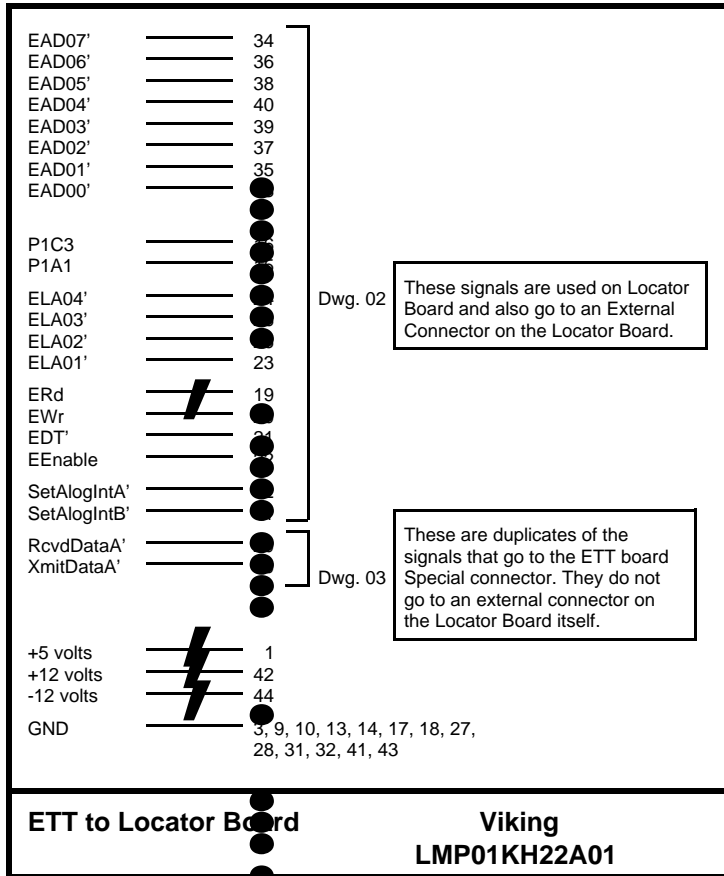 EAD07' 34
EAD06' 36
EAD05' 38
EAD04' 40
EAD03' 39
EAD02' 37
EAD01' 35
EAD00'
P1C3
P1A1
ELA04'
ELA03'
ELA02'
ELA01' 23
ERd 19
EWr
EDT'
EEnable
SetAlogIntA'
SetAlogIntB'
Dwg. 02
These signals are used on Locator
Board and also go to an External
Connector on the Locator Board.
RcvdDataA'
XmitDataA'
Dwg. 03
These are duplicates of the
signals that go to the ETT board
Special connector. They do not
go to an external connector on
the Locator Board itself.
+5 volts 1
+12 volts 42
-12 volts 44
GND 3, 9, 10, 13, 14, 17, 18, 27,
28, 31, 32, 41, 43
ETT to Locator Board
Viking
LMP01KH22A01